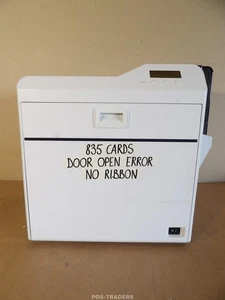 835 CARDS
DOOR OPEN ERROR
NO RIBBON
POS-TRADERS